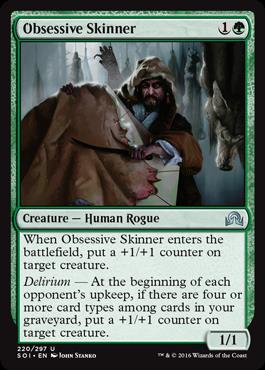 Obsessive Skinner 1
Creature — Human Rogue
When Obsessive Skinner enters the
battlefield, put a +1/+1 counter on
target creature.
Delirium — At the beginning of each
opponent's upkeep, if there are four or
more card types among cards in your
graveyard, put a +1/+1 counter on
target creature.
1/1
220/297 U
SOI • EN John Stanko
™ & © 2016 Wizards of the Coast